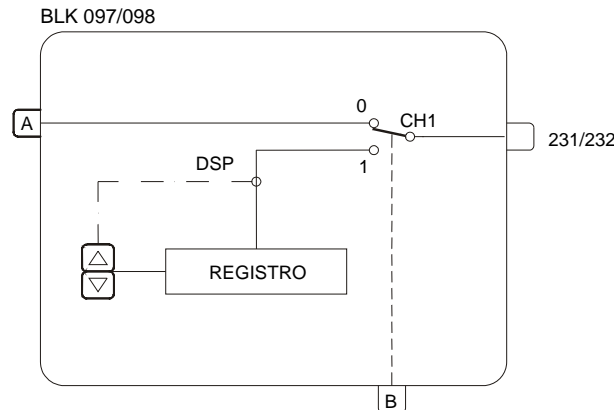 BLK 097/098
0
CH1
A
231/232
DSP
1
REGISTRO
B